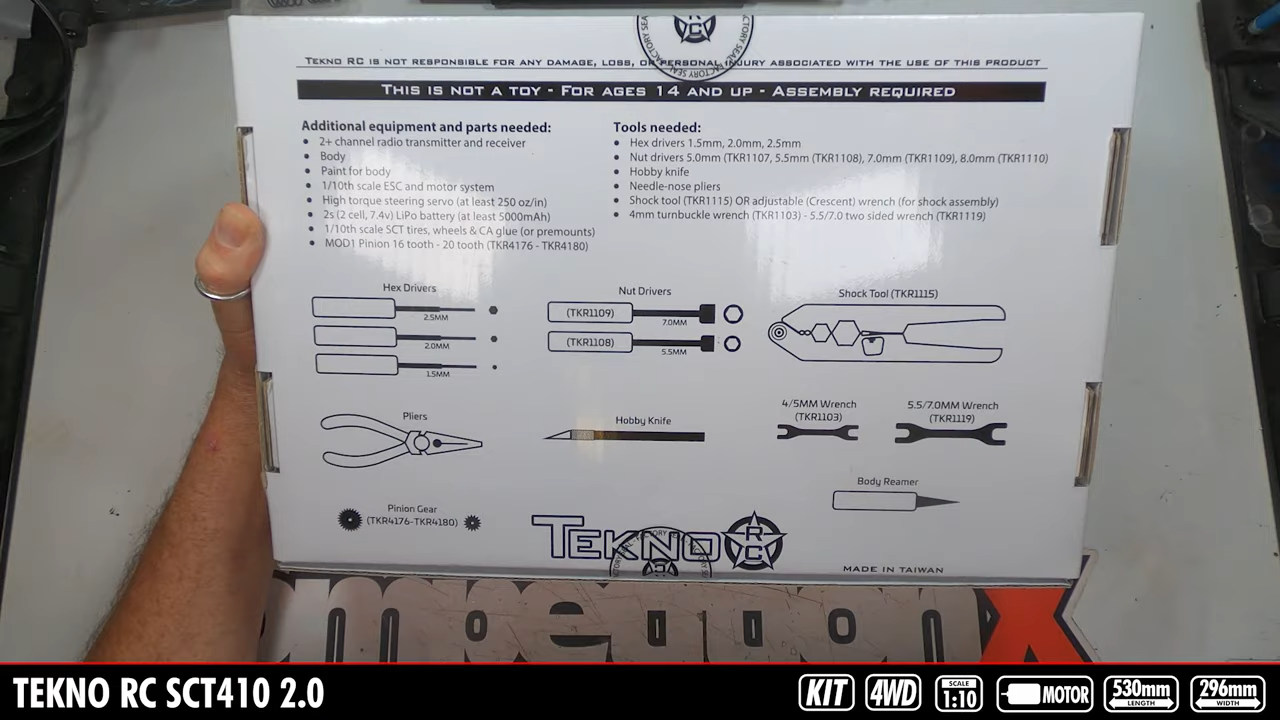 RC
FACTORY SEAL
FACTORY SEAL
TEKNO RC IS NOT RESPONSIBLE FOR ANY DAMAGE, LOSS, OR PERSONAL INJURY ASSOCIATED WITH THE USE OF THIS PRODUCT
THIS IS NOT A TOY - FOR AGES 14 AND UP - ASSEMBLY REQUIRED
Additional equipment and parts needed:
• 2+ channel radio transmitter and receiver
• Body
• Paint for body
• 1/10th scale ESC and motor system
• High torque steering servo (at least 250 oz/in)
• 2s (2 cell, 7.4v) LiPo battery (at least 5000mAh)
• 1/10th scale SCT tires, wheels & CA glue (or premounts)
• MOD1 Pinion 16 tooth - 20 tooth (TKR4176 - TKR4180)
Tools needed:
• Hex drivers 1.5mm, 2.0mm, 2.5mm
• Nut drivers 5.0mm (TKR1107, 5.5mm (TKR1108), 7.0mm (TKR1109), 8.0mm (TKR1110)
• Hobby knife
• Needle-nose pliers
• Shock tool (TKR1115) OR adjustable (Crescent) wrench (for shock assembly)
• 4mm turnbuckle wrench (TKR1103) - 5.5/7.0 two sided wrench (TKR1119)
Hex Drivers
2.5MM
2.0MM
1.5MM
Nut Drivers
(TKR1109)
7.0MM
(TKR1108)
5.5MM
Shock Tool (TKR1115)
Pliers
Hobby Knife
4/5MM Wrench
(TKR1103)
5.5/7.0MM Wrench
(TKR1119)
Body Reamer
Pinion Gear
(TKR4176-TKR4180)
TEKNO RC
MADE IN TAIWAN
TEKNO RC SCT410 2.0
KIT
4WD
SCALE
1:10
MOTOR
530mm
LENGTH
296mm
WIDTH